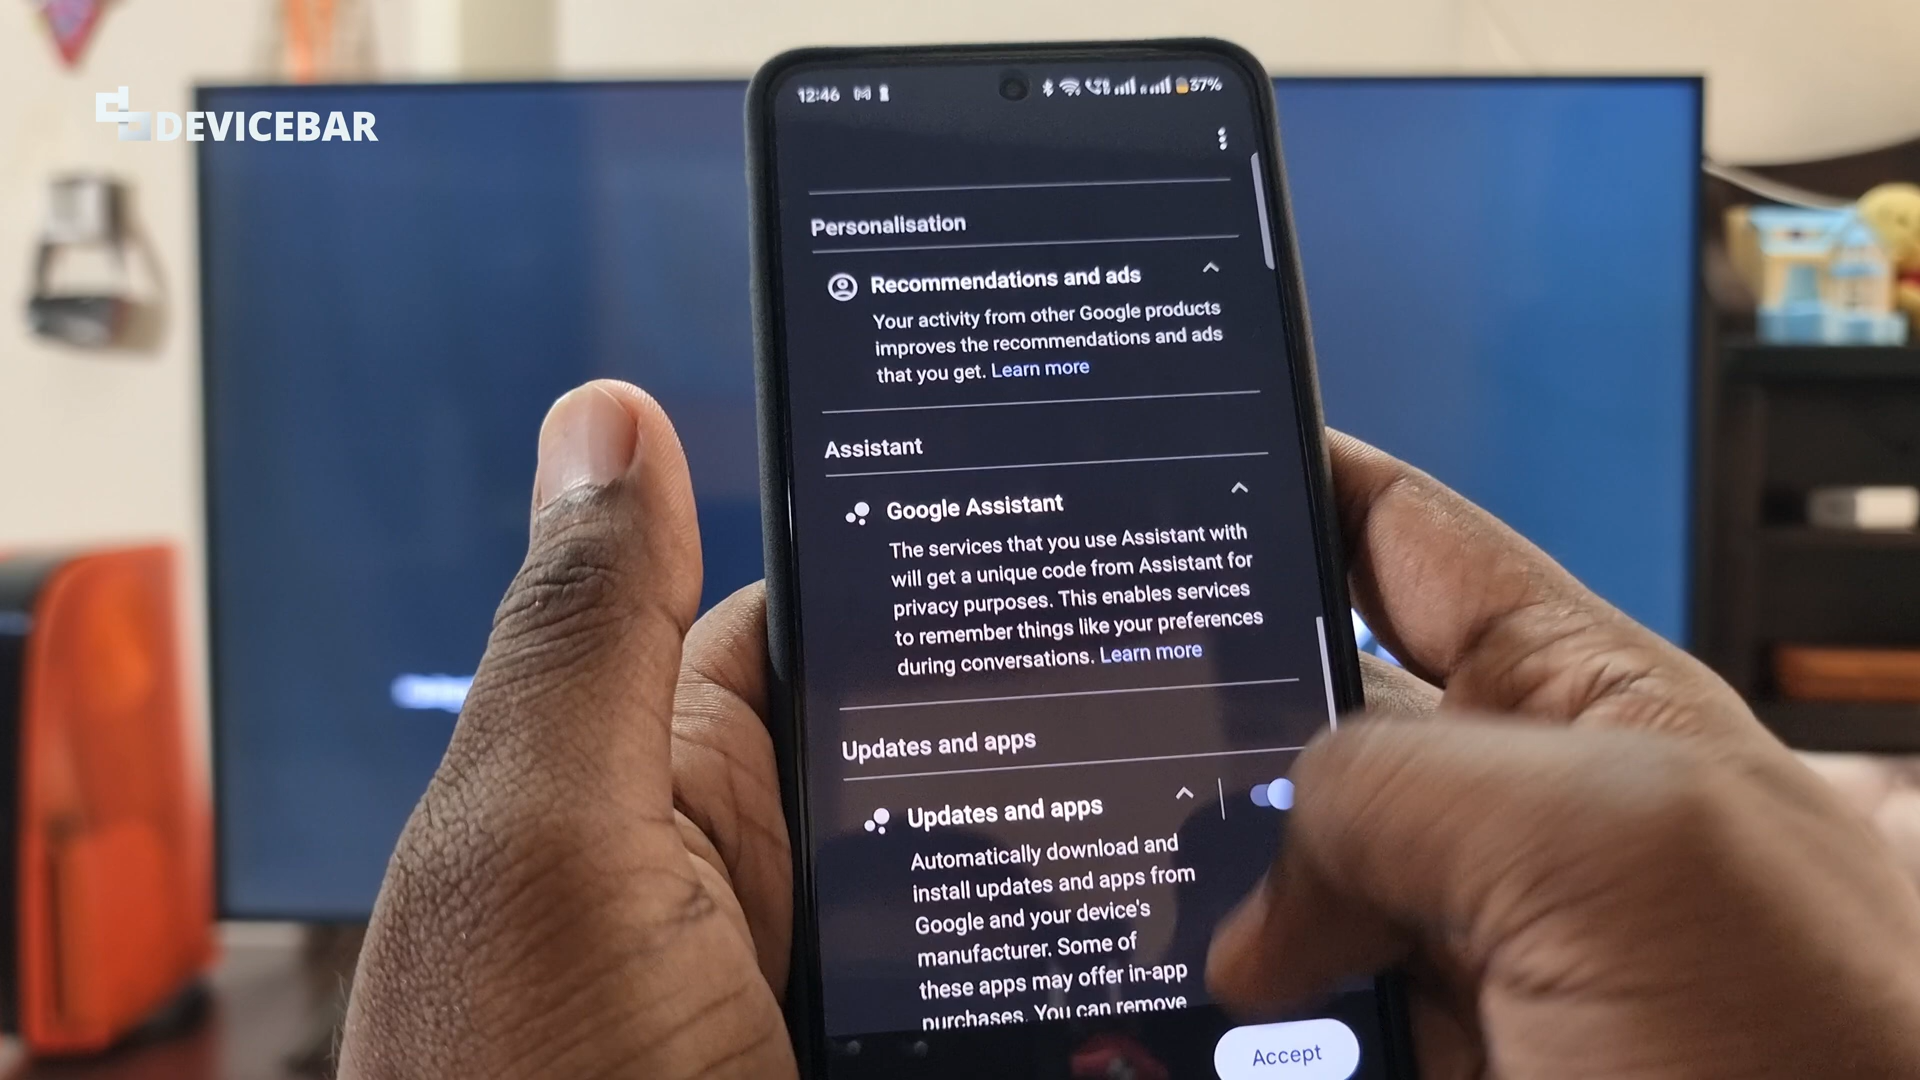 DEVICEBAR
12:46
37%
Personalisation
Recommendations and ads
Your activity from other Google products
improves the recommendations and ads
that you get. Learn more
Assistant
Google Assistant
The services that you use Assistant with
will get a unique code from Assistant for
privacy purposes. This enables services
to remember things like your preferences
during conversations. Learn more
Updates and apps
Updates and apps
Automatically download and
install updates and apps from
Google and your device's
manufacturer. Some of
these apps may offer in-app
purchases. You can remove
Accept